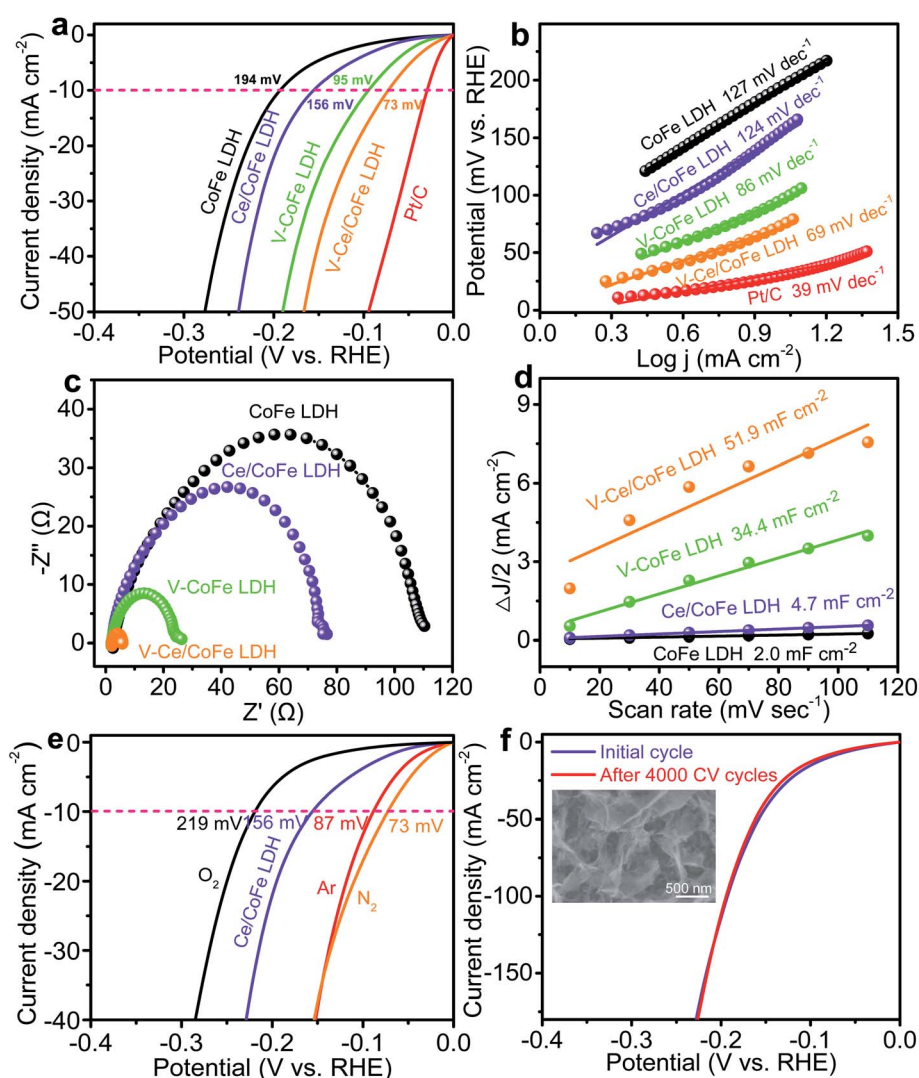 a
Current density (mA cm⁻²)
0
-10
-20
-30
-40
-50
194 mV
95 mV
156 mV
73 mV
CoFe LDH
Ce/CoFe LDH
V-CoFe LDH
V-Ce/CoFe LDH
Pt/C
-0.4 -0.3 -0.2 -0.1 0.0
Potential (V vs. RHE)
b
Potential (mV vs. RHE)
200
150
100
50
0
CoFe LDH 127 mV dec⁻¹
Ce/CoFe LDH 124 mV dec⁻¹
V-CoFe LDH 86 mV dec⁻¹
V-Ce/CoFe LDH 69 mV dec⁻¹
Pt/C 39 mV dec⁻¹
0.0 0.3 0.6 0.9 1.2 1.5
Log j (mA cm⁻²)
c
-Z" (Ω)
40
30
20
10
0
CoFe LDH
Ce/CoFe LDH
V-CoFe LDH
V-Ce/CoFe LDH
0 20 40 60 80 100 120
Z' (Ω)
d
△J/2 (mA cm⁻²)
9
6
3
0
V-Ce/CoFe LDH 51.9 mF cm⁻²
V-CoFe LDH 34.4 mF cm⁻²
Ce/CoFe LDH 4.7 mF cm⁻²
CoFe LDH 2.0 mF cm⁻²
0 20 40 60 80 100 120
Scan rate (mV sec⁻¹)
e
Current density (mA cm⁻²)
0
-10
-20
-30
-40
219 mV
156 mV
87 mV
73 mV
O₂
Ce/CoFe LDH
Ar
N₂
-0.4 -0.3 -0.2 -0.1 0.0
Potential (V vs. RHE)
f
Current density (mA cm⁻²)
0
-50
-100
-150
Initial cycle
After 4000 CV cycles
500 nm
-0.4 -0.3 -0.2 -0.1 0.0
Potential (V vs. RHE)